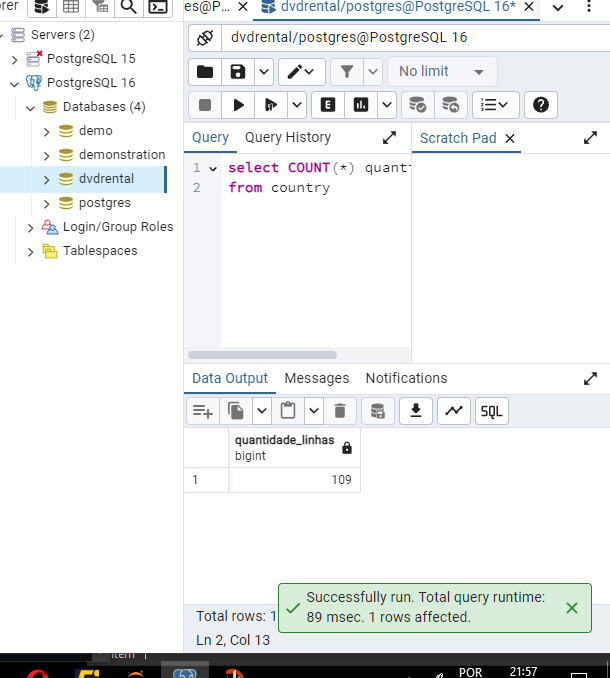 rer
es@P...
dvdrental/postgres@PostgreSQL 16*
Servers (2)
PostgreSQL 15
PostgreSQL 16
Databases (4)
demo
demonstration
dvdrental
postgres
Login/Group Roles
Tablespaces
dvdrental/postgres@PostgreSQL 16
No limit
E
Query
Query History
Scratch Pad
1 select COUNT(*) quant
2 from country
Data Output
Messages
Notifications
SQL
quantidade_linhas
bigint
1 109
Successfully run. Total query runtime:
89 msec. 1 rows affected.
Total rows: 1
Ln 2, Col 13
item
POR
21:57